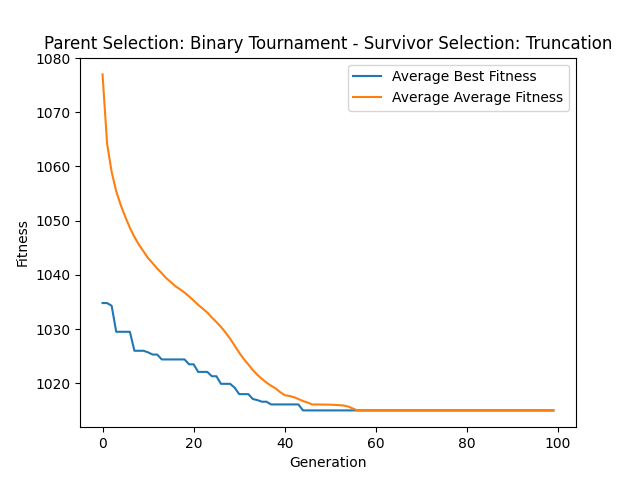 Parent Selection: Binary Tournament - Survivor Selection: Truncation
Average Best Fitness
Average Average Fitness
Fitness
1080
1070
1060
1050
1040
1030
1020
0 20 40 60 80 100
Generation